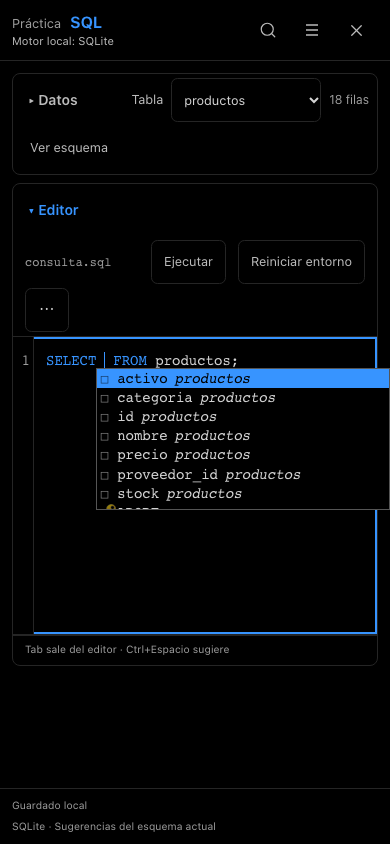 Práctica SQL
Motor local: SQLite
▸ Datos Tabla productos 18 filas
Ver esquema
▾ Editor
consulta.sql Ejecutar Reiniciar entorno
...
1 SELECT FROM productos;
activo productos
categoria productos
id productos
nombre productos
precio productos
proveedor_id productos
stock productos
Tab sale del editor · Ctrl+Espacio sugiere
Guardado local
SQLite · Sugerencias del esquema actual